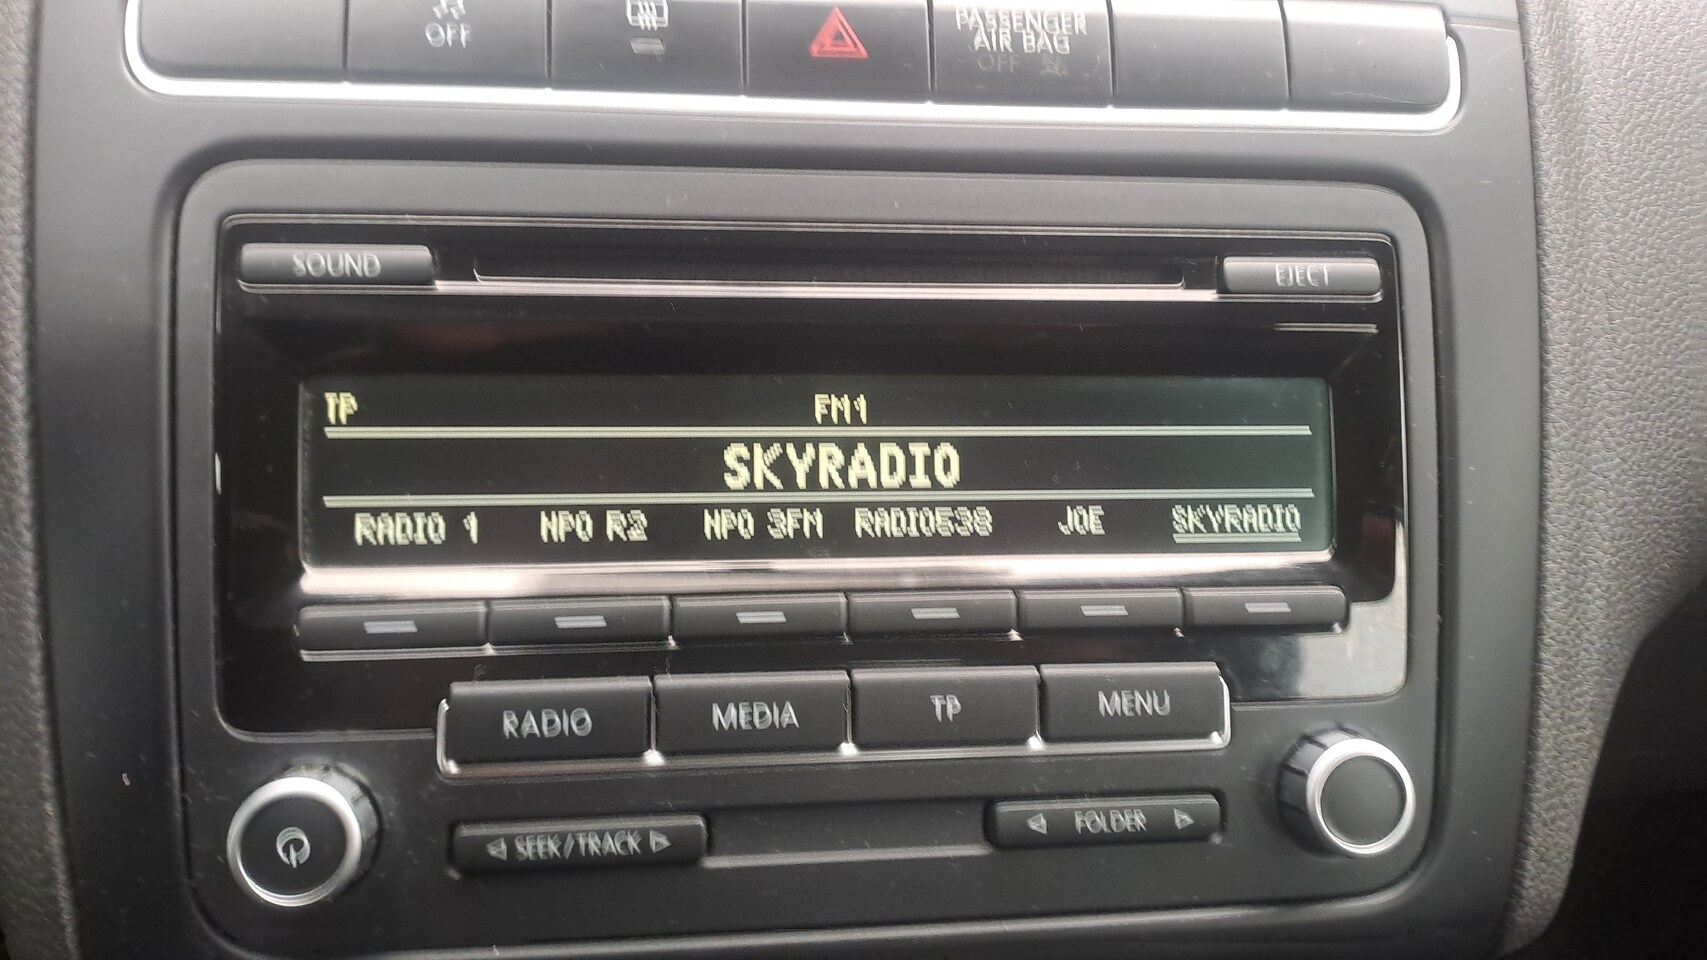 OFF
PASSENGER
AIR BAG
OFF
SOUND
EJECT
TP FM1
SKYRADIO
RADIO 1 NPO R2 NPO 3FM RADIO538 JOE SKYRADIO
RADIO MEDIA TP MENU
SEEK/TRACK
FOLDER